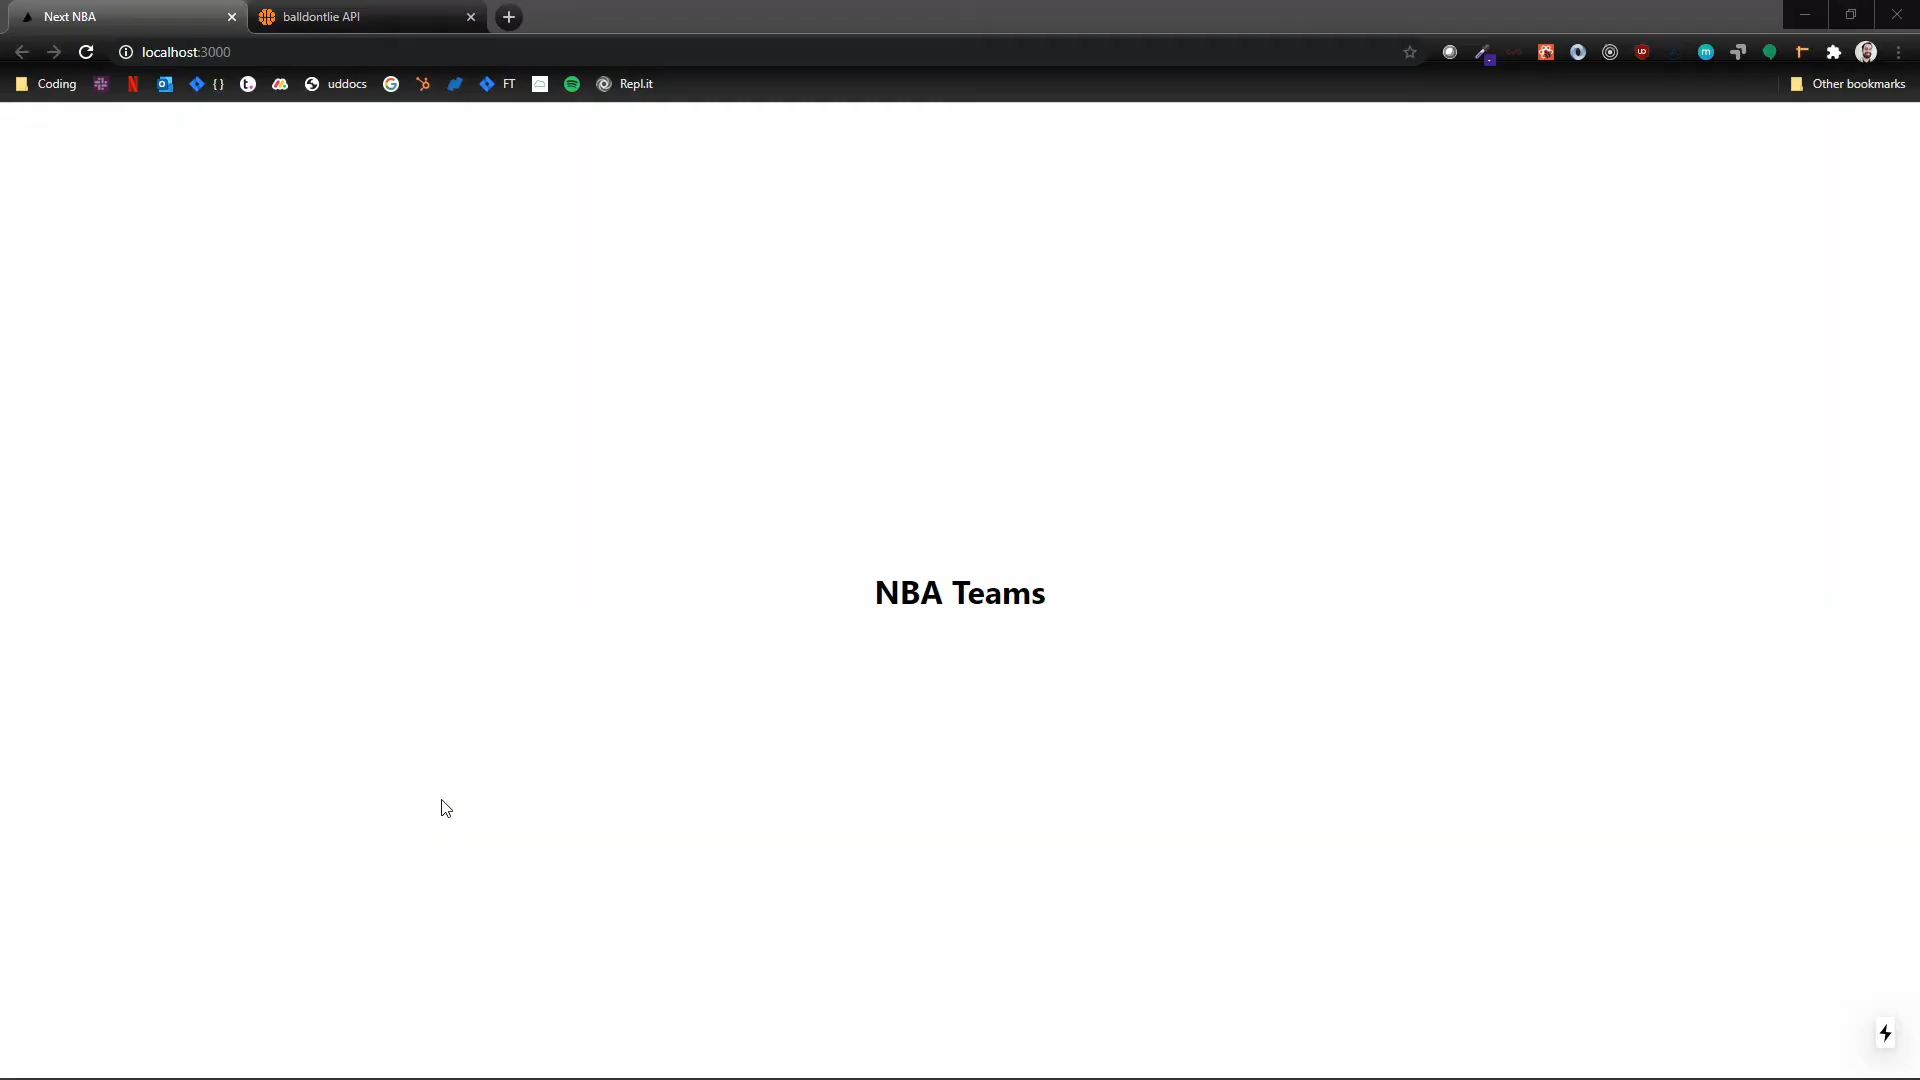 Next NBA
balldontlie API
localhost:3000
Coding
{ }
uddocs
FT
Repl.it
Other bookmarks
NBA Teams